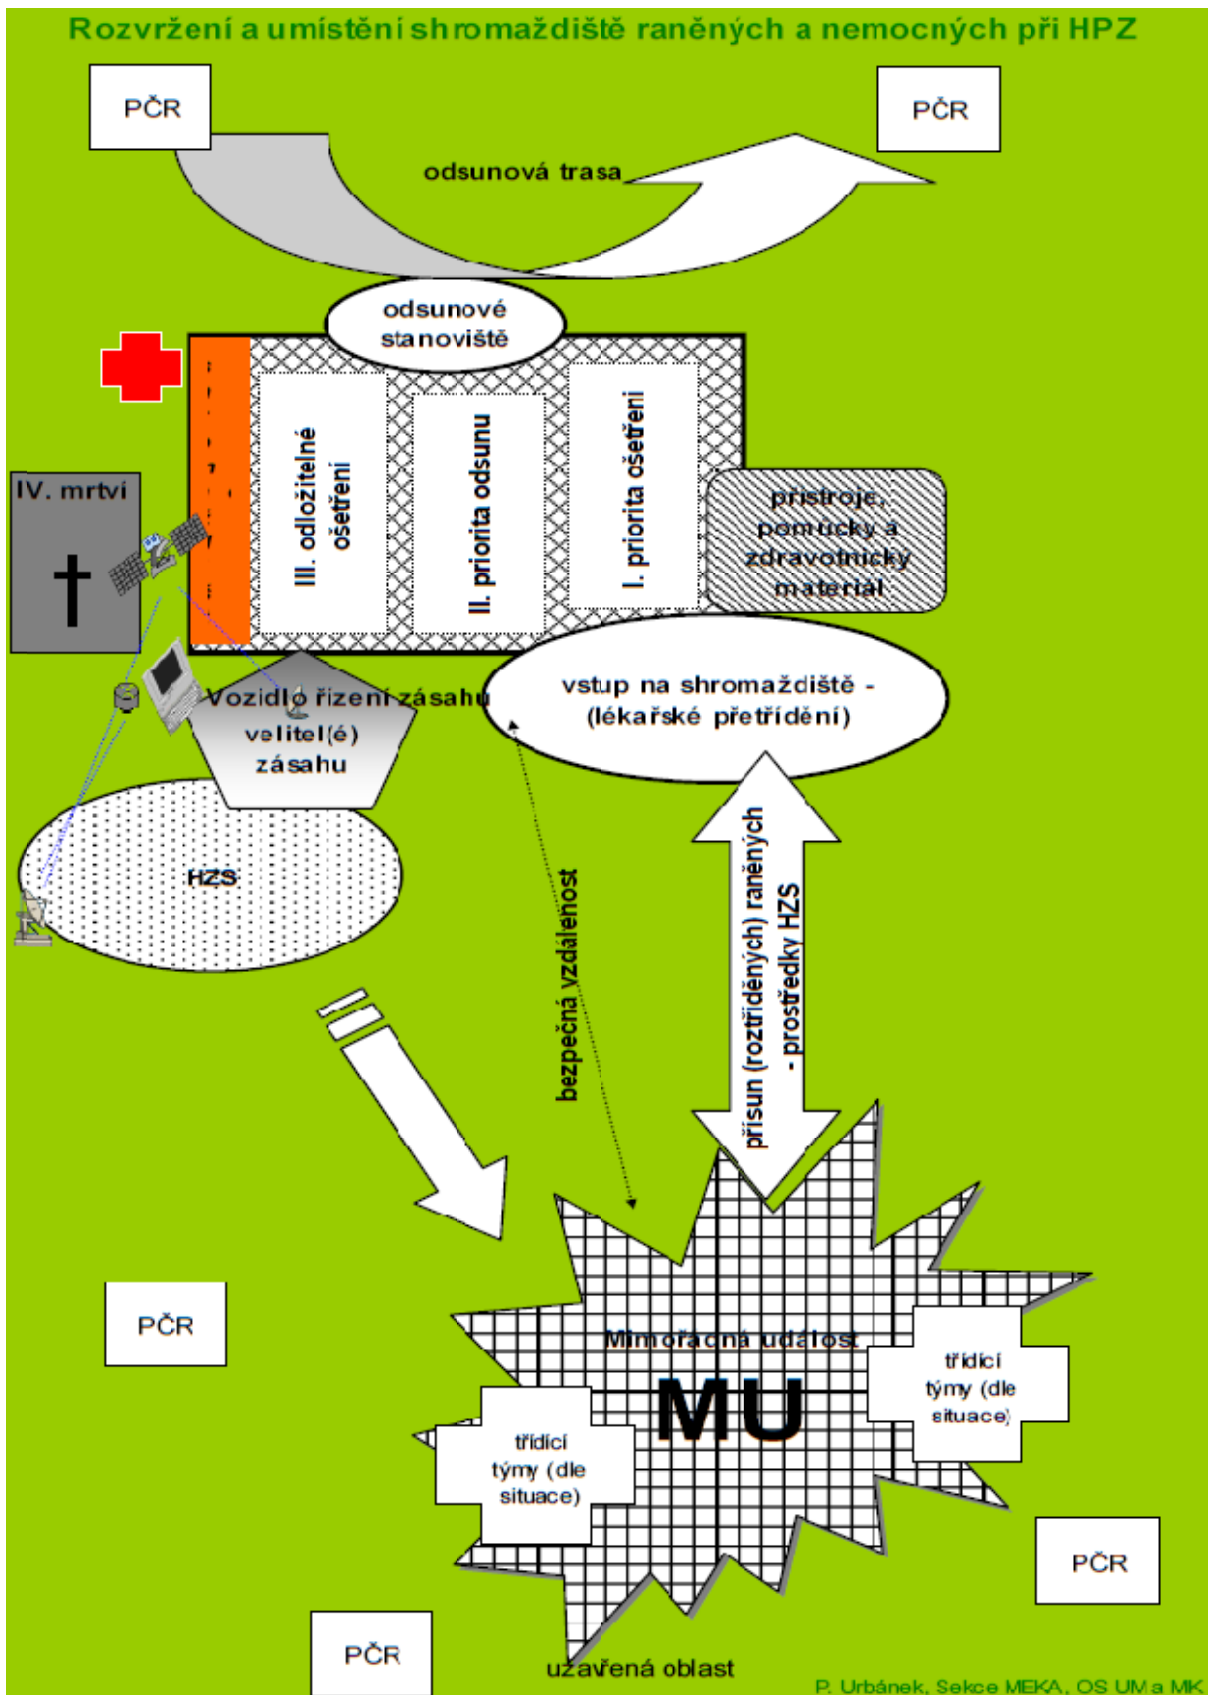 Rozvržení a umístění shromaždiště raněných a nemocných při HPZ
PČR
PČR
odsunová trasa
odsunové
stanoviště
III. odložitelné
ošetření
II. priorita odsunu
I. priorita ošetření
IV. mrtví
přístroje,
pomucky a
zdravotnický
materiál
Vozidlo řízení zásahu
velitel(é)
zásahu
vstup na shromaždiště -
(lékařské přetřídění)
HZS
bezpečná vzdálenost
přísun (roztříděných) raněných
- prostředky HZS
PČR
Mimořádná událost
MU
třídící
týmy (dle
situace)
třídící
týmy (dle
situace)
PČR
PČR
uzavřená oblast
P. Urbánek, Sekce MEKA, OS UM a MK